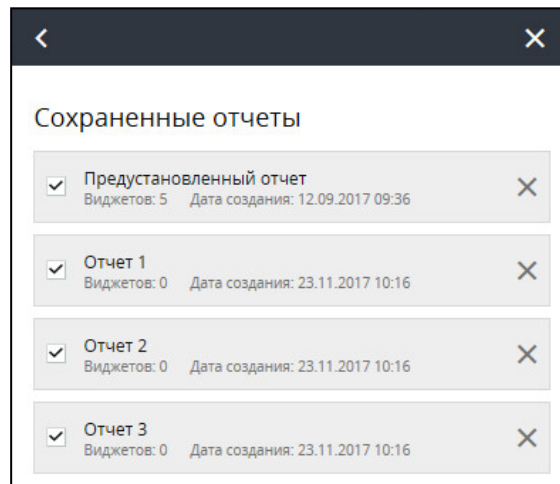 Сохраненные отчеты
Предустановленный отчет
Виджетов: 5 Дата создания: 12.09.2017 09:36
Отчет 1
Виджетов: 0 Дата создания: 23.11.2017 10:16
Отчет 2
Виджетов: 0 Дата создания: 23.11.2017 10:16
Отчет 3
Виджетов: 0 Дата создания: 23.11.2017 10:16